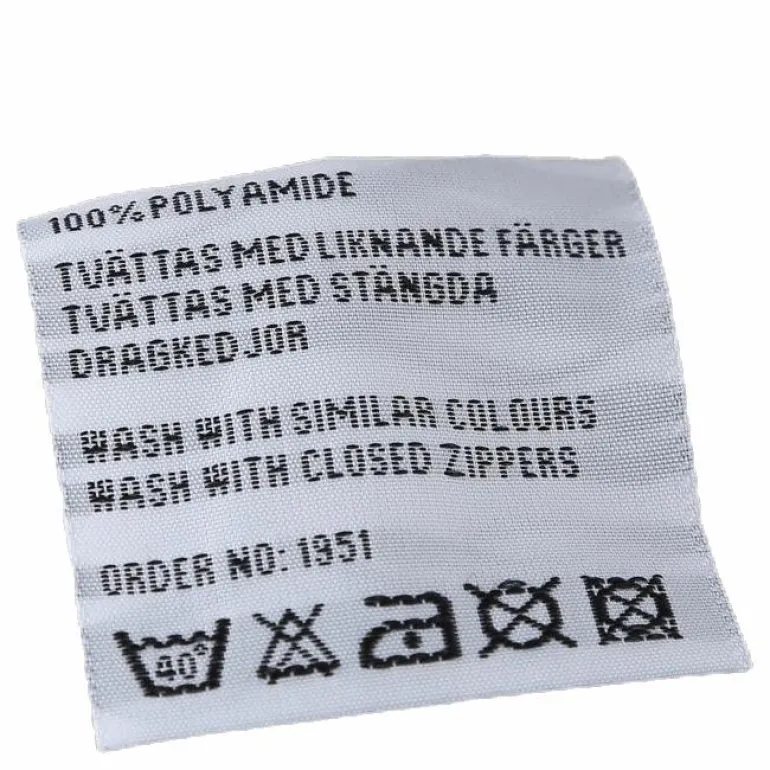 100% POLYAMIDE
TVÄTTAS MED LIKNANDE FÄRGER
TVÄTTAS MED STÄNGDA
DRAGKEDJOR
WASH WITH SIMILAR COLOURS
WASH WITH CLOSED ZIPPERS
ORDER NO: 1951
40°